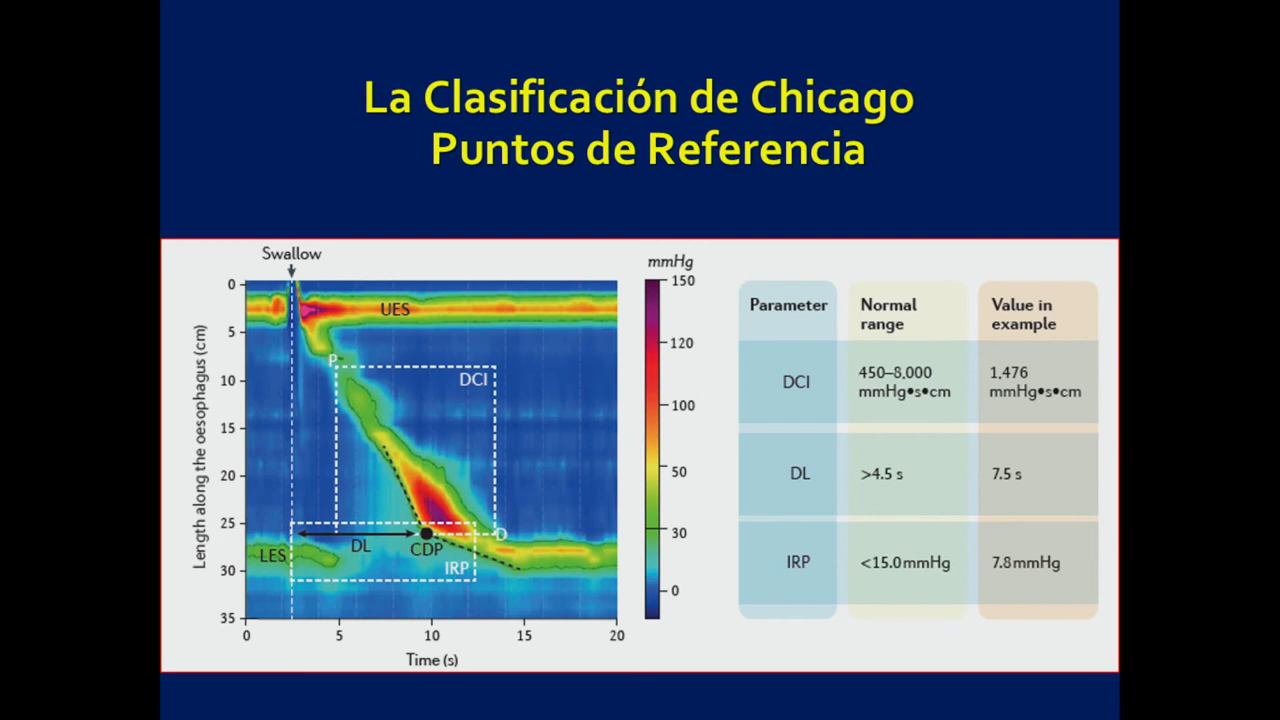 La Clasificación de Chicago
Puntos de Referencia
Swallow
0
5
10
15
20
25
30
35
Length along the oesophagus (cm)
UES
P
DCI
LES
DL
CDP
D
IRP
0
5
10
15
20
Time (s)
mmHg
150
120
100
50
30
0
Parameter
Normal
range
Value in
example
DCI
450–8,000
mmHg•s•cm
1,476
mmHg•s•cm
DL
>4.5 s
7.5 s
IRP
<15.0 mmHg
7.8 mmHg